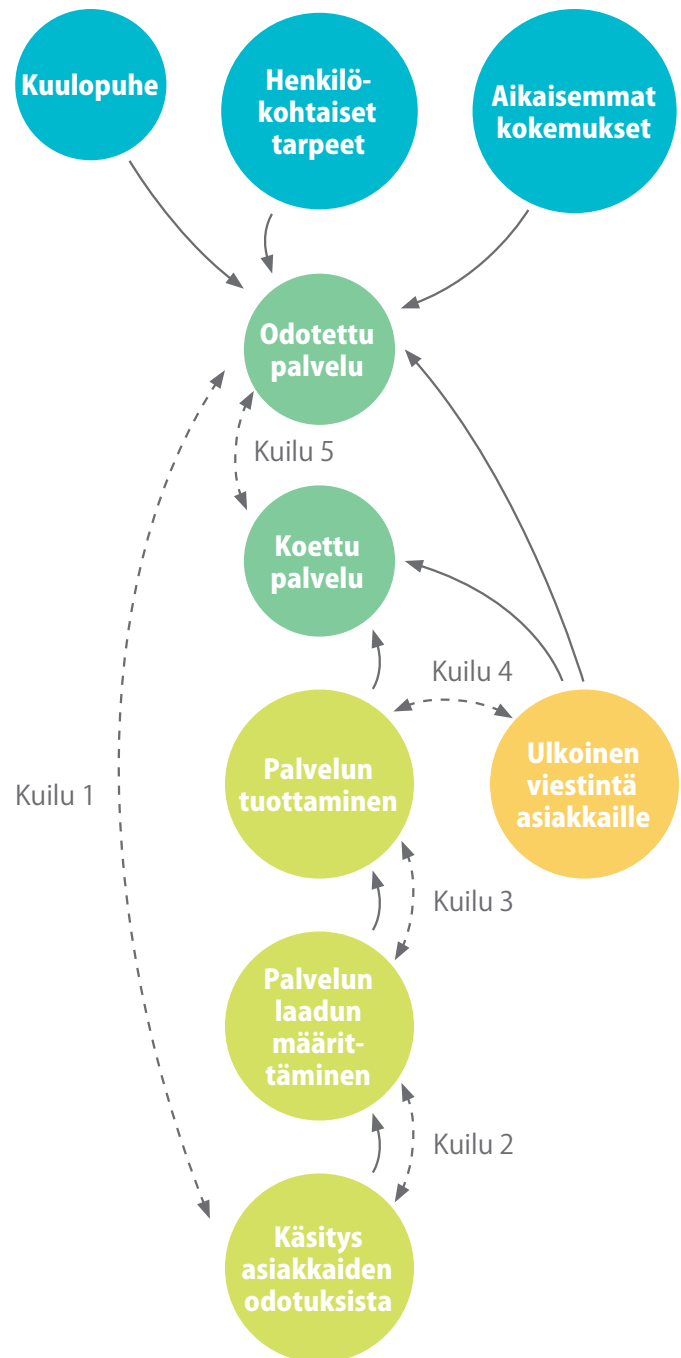 Kuulopuhe
Henkilö-
kohtaiset
tarpeet
Aikaisemmat
kokemukset
Odotettu
palvelu
Kuilu 5
Koettu
palvelu
Kuilu 4
Palvelun
tuottaminen
Ulkoinen
viestintä
asiakkaille
Kuilu 1
Kuilu 3
Palvelun
laadun
määrit-
täminen
Kuilu 2
Käsitys
asiakkaiden
odotuksista